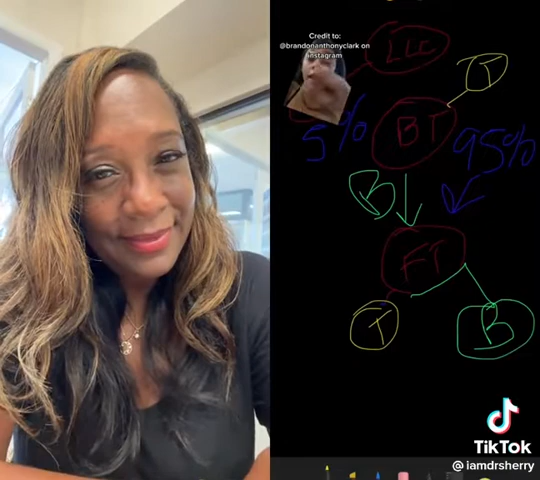 Credit to:
@brandonanthonyclark on
instagram
LLC
T
5%
BT
95%
B
FT
T
B
TikTok
@iamdrsherry